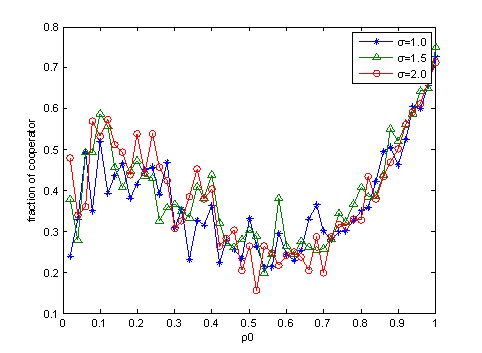 0.8
0.7
0.6
0.5
0.4
0.3
0.2
0.1
fraction of cooperator
σ=1.0
σ=1.5
σ=2.0
0 0.1 0.2 0.3 0.4 0.5 0.6 0.7 0.8 0.9 1
ρ0